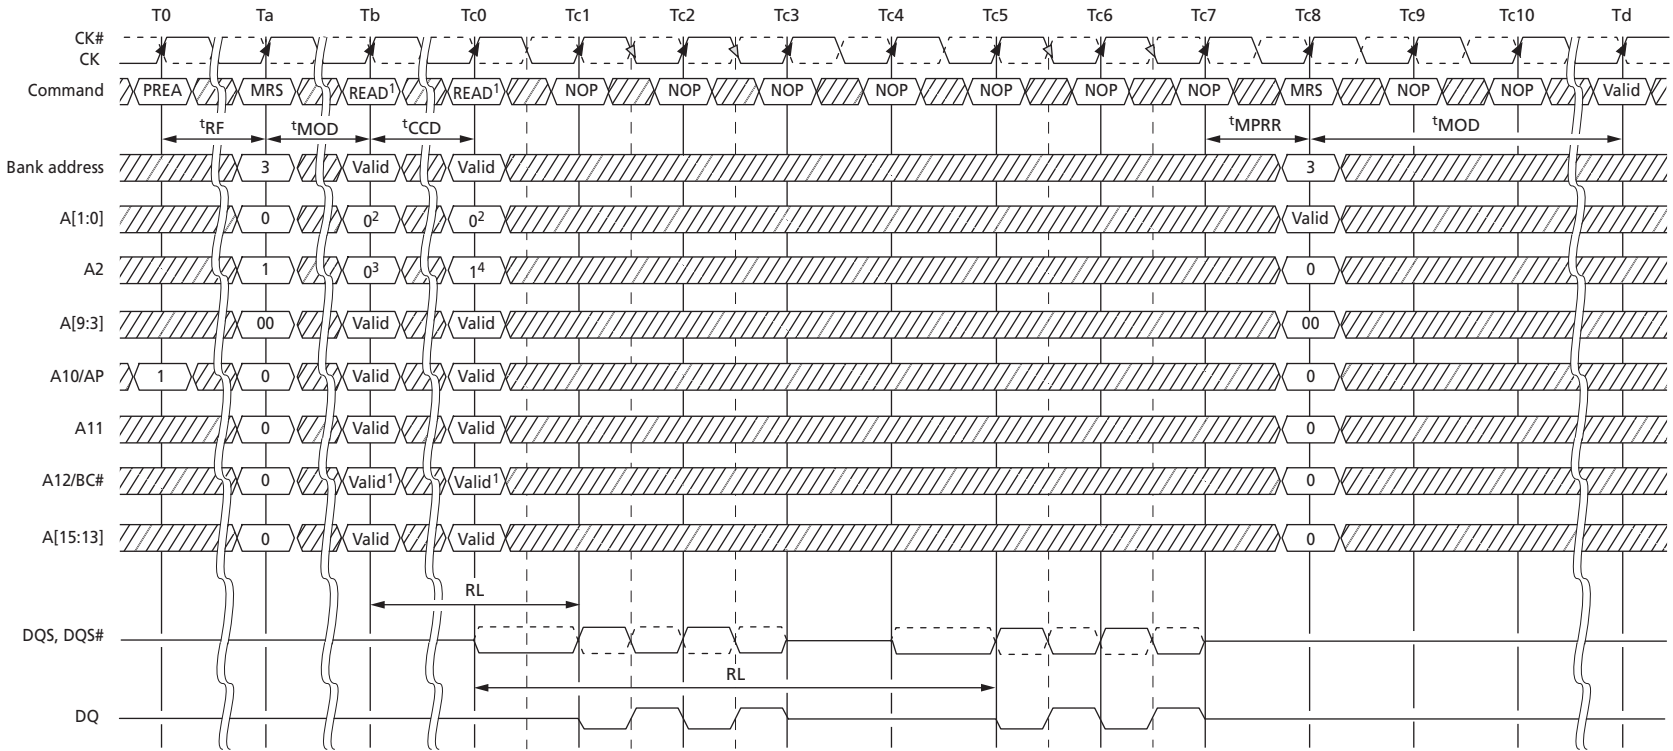 T0 Ta Tb Tc0 Tc1 Tc2 Tc3 Tc4 Tc5 Tc6 Tc7 Tc8 Tc9 Tc10 Td
CK#
CK
Command PREA MRS READ¹ READ¹ NOP NOP NOP NOP NOP NOP NOP MRS NOP NOP Valid
ᵗRF ᵗMOD ᵗCCD ᵗMPRR ᵗMOD
Bank address 3 Valid Valid 3
A[1:0] 0 0² 0² Valid
A2 1 0³ 1⁴ 0
A[9:3] 00 Valid Valid 00
A10/AP 1 0 Valid Valid 0
A11 0 Valid Valid 0
A12/BC# 0 Valid¹ Valid¹ 0
A[15:13] 0 Valid Valid 0
RL
DQS, DQS#
RL
DQ